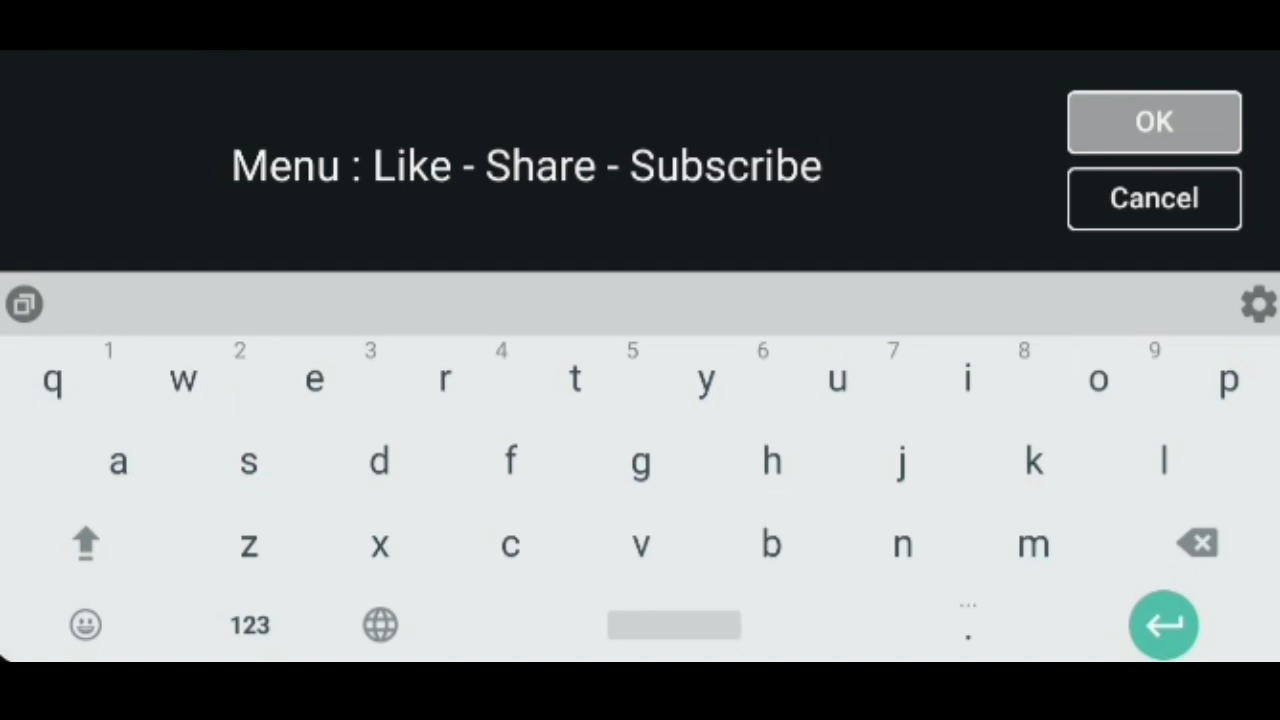 OK
Menu : Like - Share - Subscribe
Cancel
1 2 3 4 5 6 7 8 9
q w e r t y u i o p
a s d f g h j k l
z x c v b n m
123 ... .